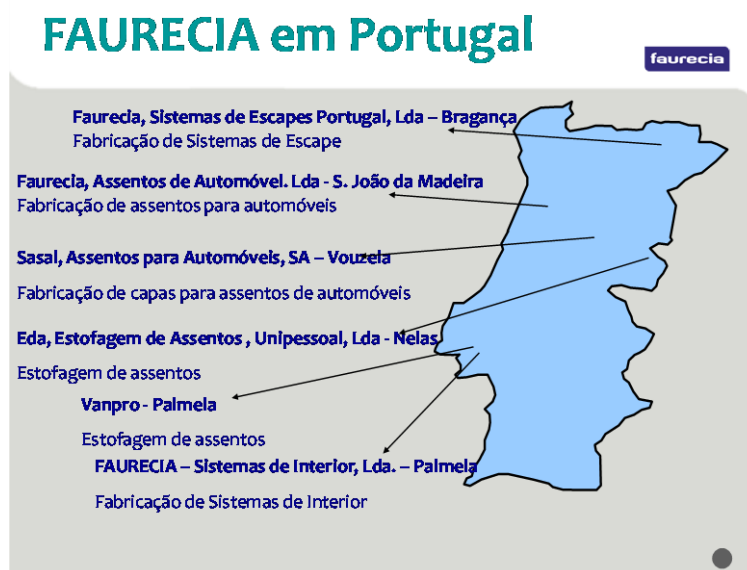 FAURECIA em Portugal
faurecia
Faurecia, Sistemas de Escapes Portugal, Lda – Bragança
Fabricação de Sistemas de Escape
Faurecia, Assentos de Automóvel. Lda - S. João da Madeira
Fabricação de assentos para automóveis
Sasal, Assentos para Automóveis, SA – Vouzela
Fabricação de capas para assentos de automóveis
Eda, Estofagem de Assentos , Unipessoal, Lda - Nelas
Estofagem de assentos
Vanpro - Palmela
Estofagem de assentos
FAURECIA – Sistemas de Interior, Lda. – Palmela
Fabricação de Sistemas de Interior